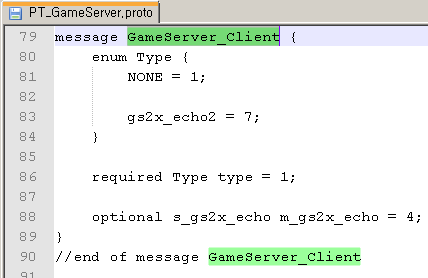 PT_GameServer.proto
79 message GameServer_Client {
80 enum Type {
81 NONE = 1;
82
83 gs2x_echo2 = 7;
84 }
85
86 required Type type = 1;
87
88 optional s_gs2x_echo m_gs2x_echo = 4;
89 }
90 //end of message GameServer_Client
91